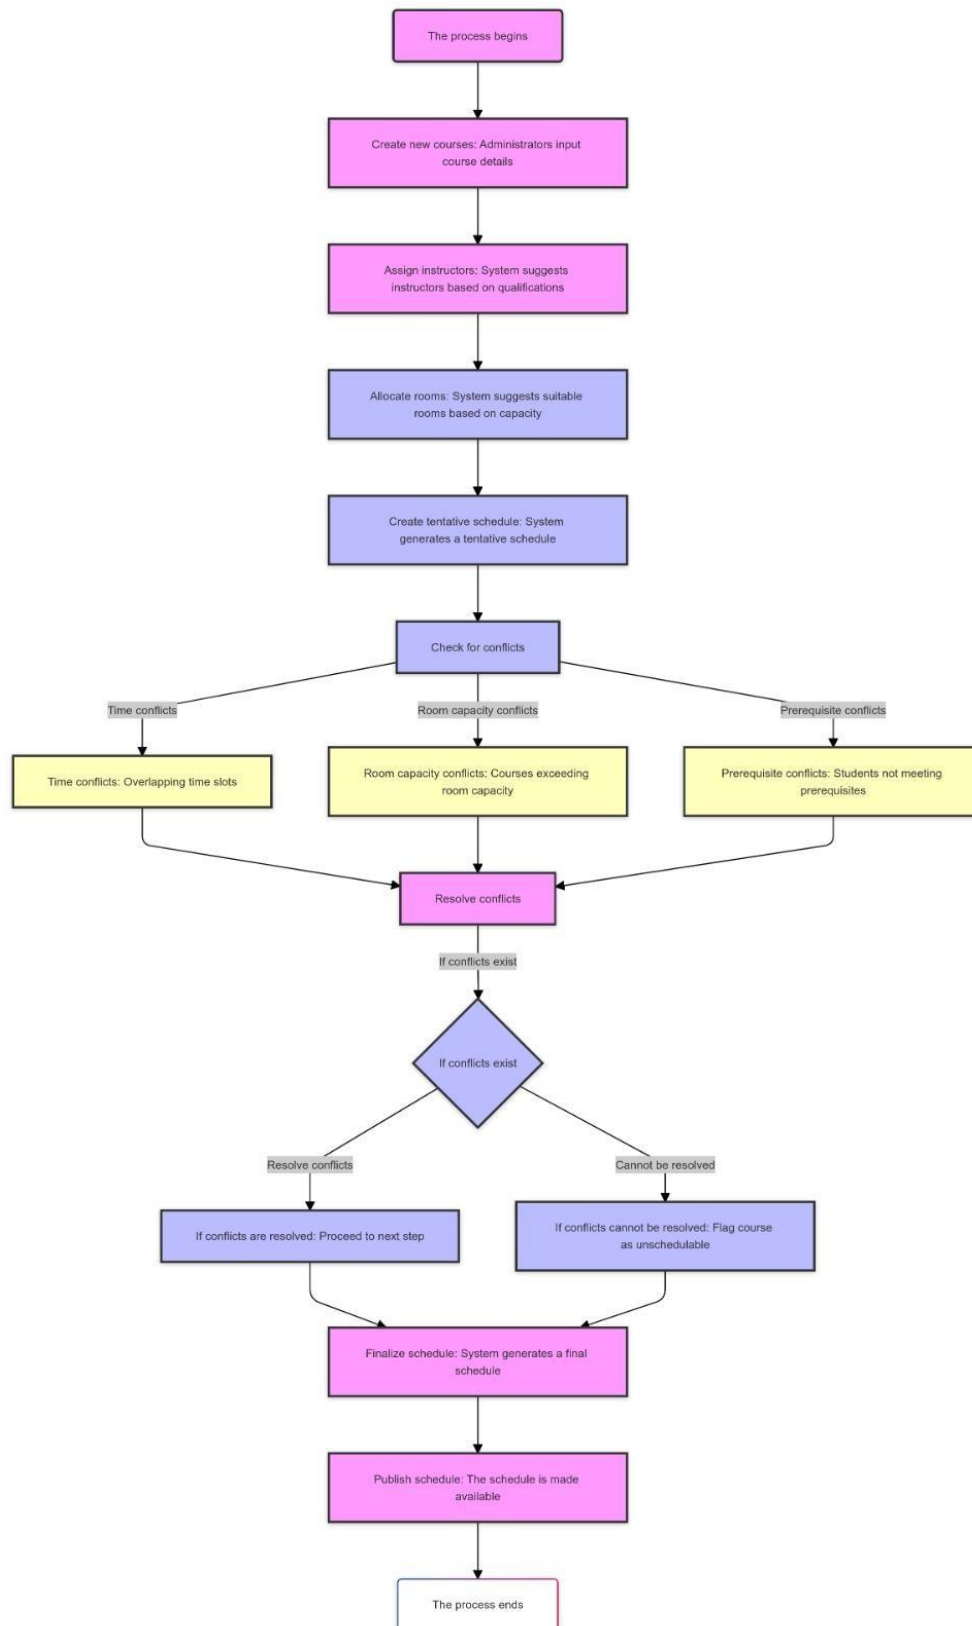 The process begins
Create new courses: Administrators input
course details
Assign instructors: System suggests
instructors based on qualifications
Allocate rooms: System suggests suitable
rooms based on capacity
Create tentative schedule: System
generates a tentative schedule
Check for conflicts
Time conflicts
Room capacity conflicts
Prerequisite conflicts
Time conflicts: Overlapping time slots
Room capacity conflicts: Courses exceeding
room capacity
Prerequisite conflicts: Students not meeting
prerequisites
Resolve conflicts
If conflicts exist
If conflicts exist
Resolve conflicts
Cannot be resolved
If conflicts are resolved: Proceed to next step
If conflicts cannot be resolved: Flag course
as unschedulable
Finalize schedule: System generates a final
schedule
Publish schedule: The schedule is made
available
The process ends